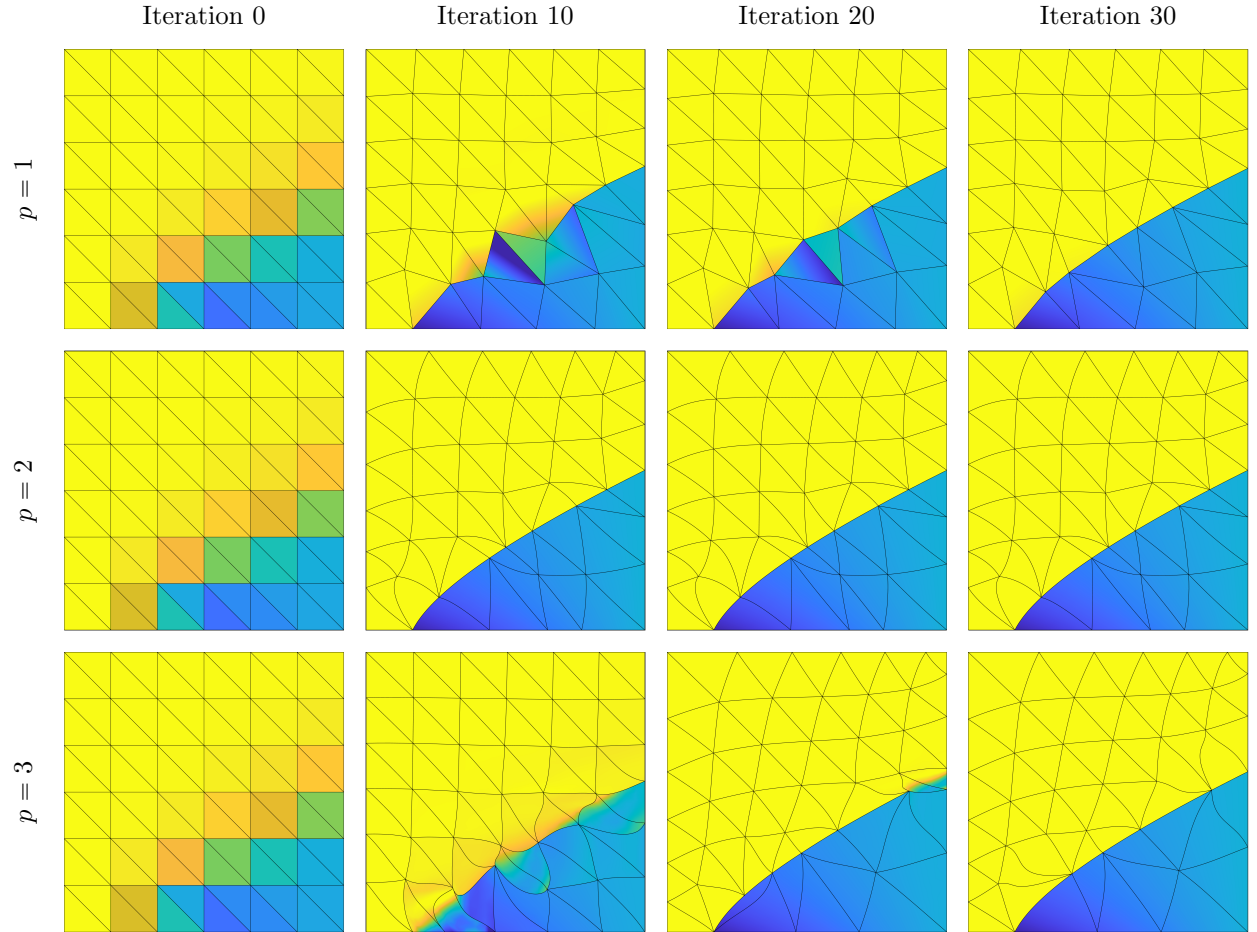 Iteration 0
Iteration 10
Iteration 20
Iteration 30
p = 1
p = 2
p = 3